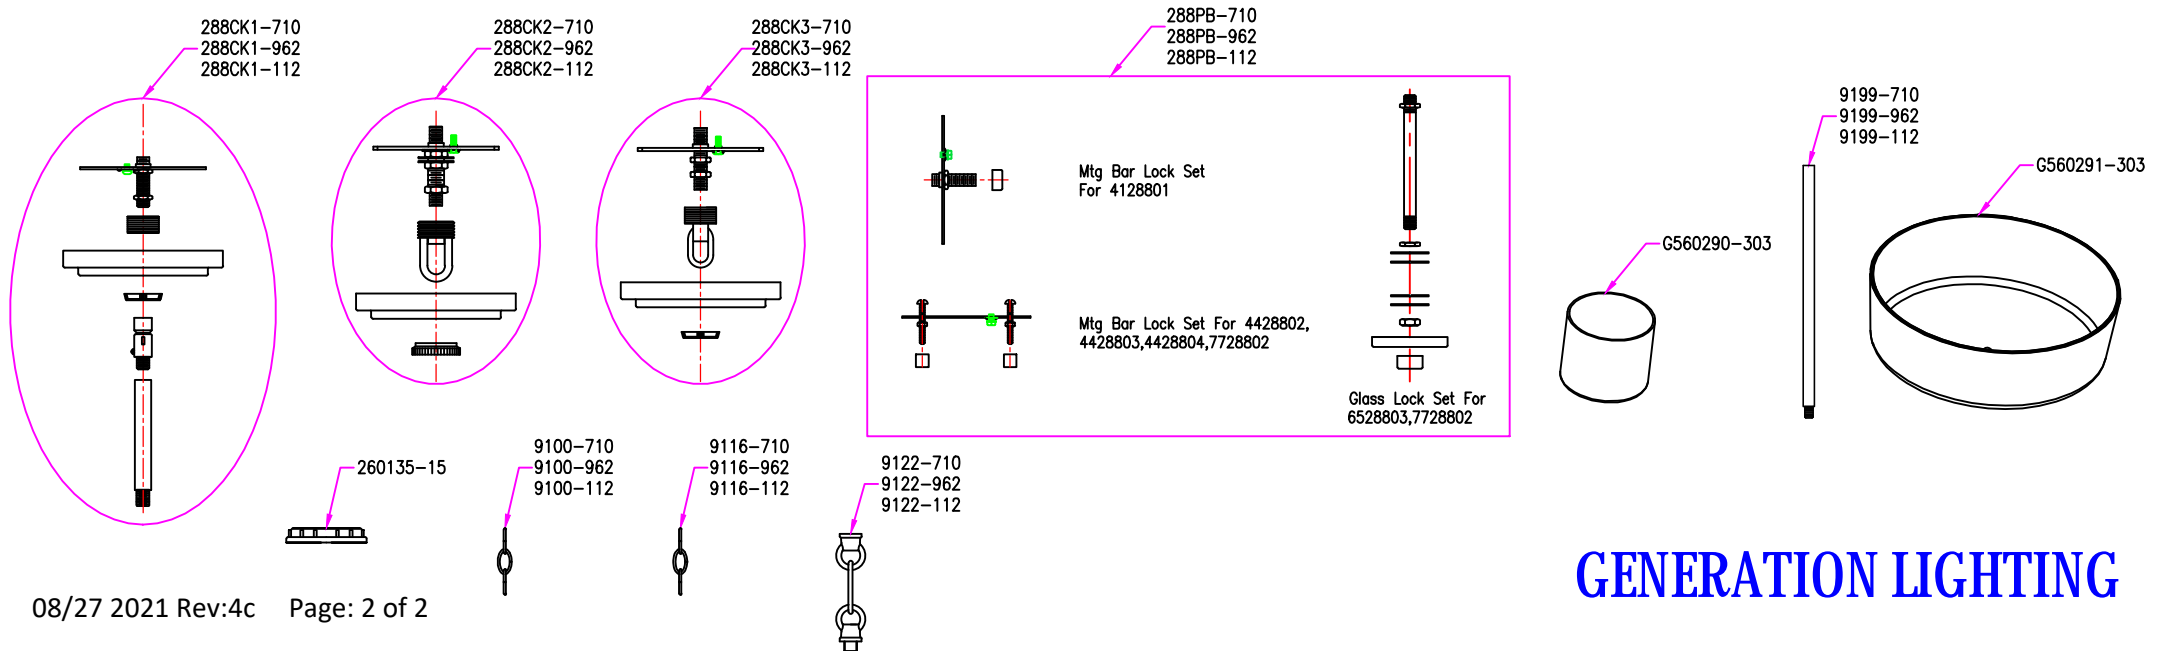 288CK1-710
288CK1-962
288CK1-112
288CK2-710
288CK2-962
288CK2-112
288CK3-710
288CK3-962
288CK3-112
288PB-710
288PB-962
288PB-112
Mtg Bar Lock Set
For 4128801
Mtg Bar Lock Set For 4428802,
4428803,4428804,7728802
Glass Lock Set For
6528803,7728802
9199-710
9199-962
9199-112
G560291-303
G560290-303
260135-15
9100-710
9100-962
9100-112
9116-710
9116-962
9116-112
9122-710
9122-962
9122-112
GENERATION LIGHTING
08/27 2021 Rev:4c Page: 2 of 2